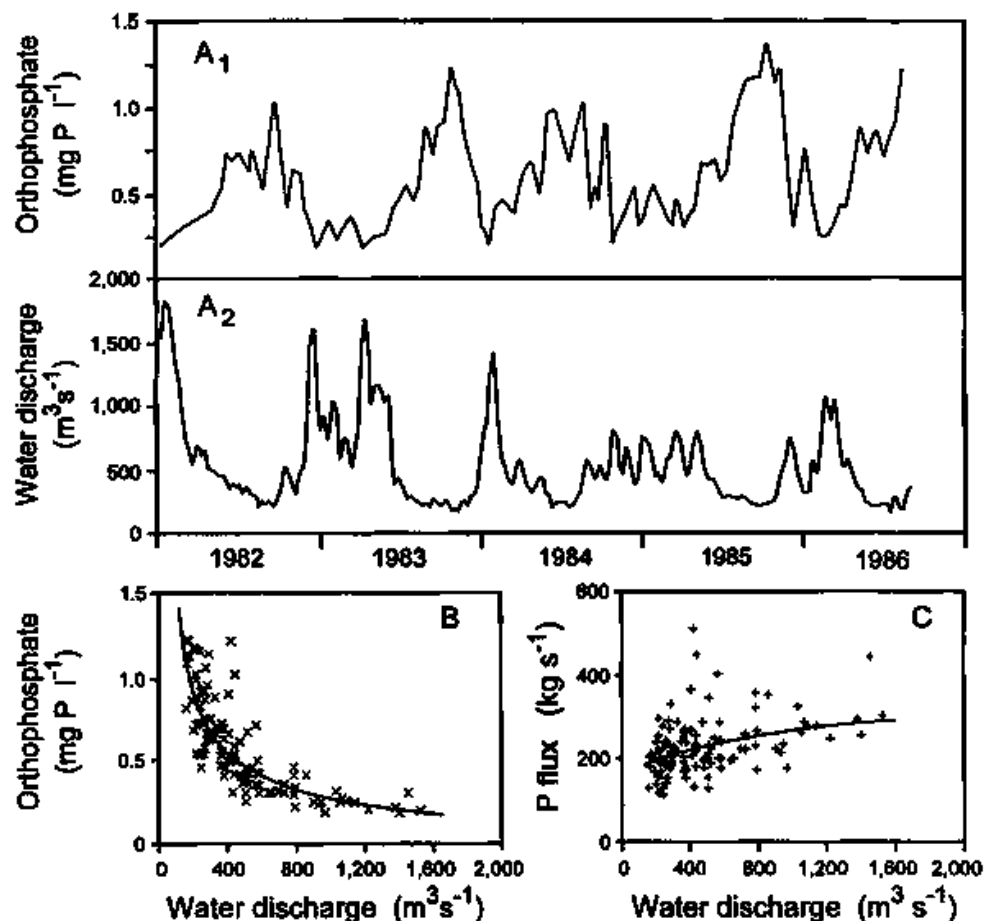 A1
Orthophosphate
(mg P l-1)
1.5
1.0
0.5
A2
Water discharge
(m3s-1)
2,000
1,500
1,000
500
0
1982 1983 1984 1985 1986
B
Orthophosphate
(mg P l-1)
1.5
1.0
0.5
0
0 400 800 1,200 1,600 2,000
Water discharge (m3s-1)
C
P flux (kg s-1)
600
400
200
0
0 400 800 1,200 1,600 2,000
Water discharge (m3 s-1)